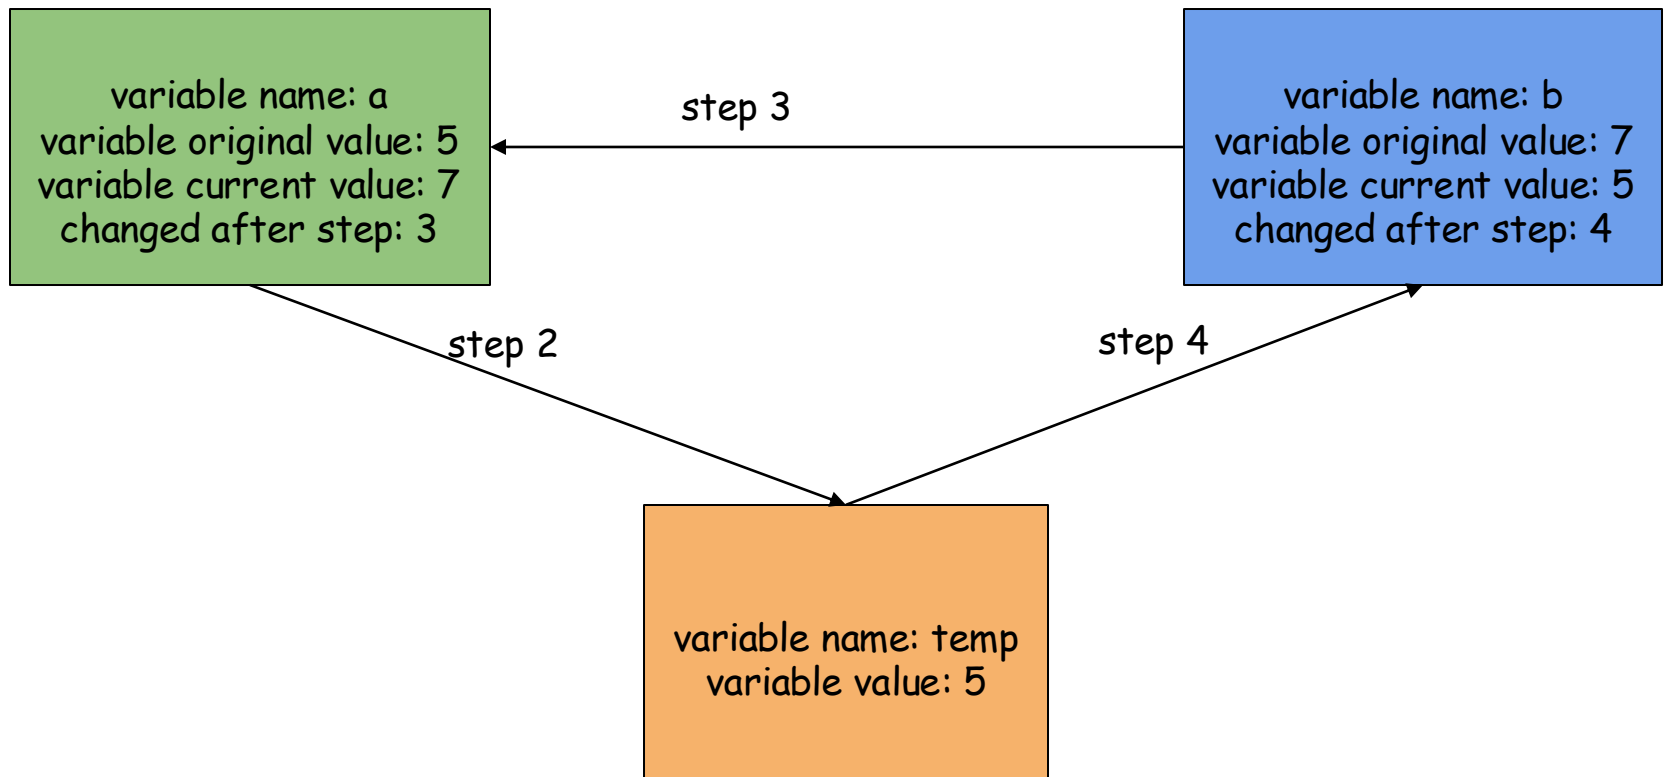 variable name: a
variable original value: 5
variable current value: 7
changed after step: 3
step 3
variable name: b
variable original value: 7
variable current value: 5
changed after step: 4
step 2
step 4
variable name: temp
variable value: 5